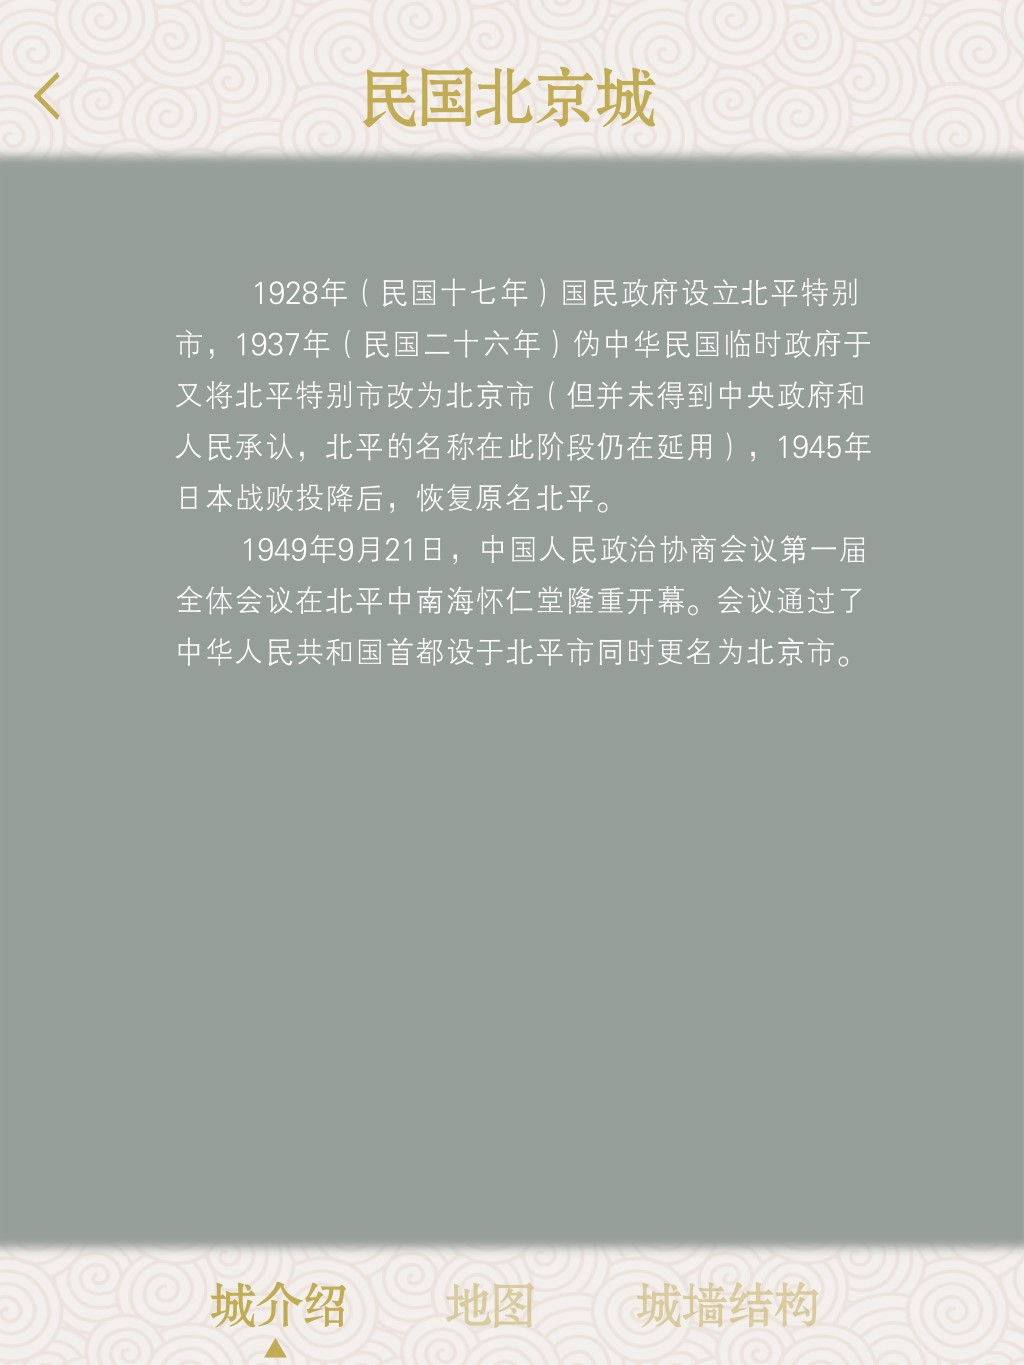 民国北京城
1928年（民国十七年）国民政府设立北平特别
市，1937年（民国二十六年）伪中华民国临时政府于
又将北平特别市改为北京市（但并未得到中央政府和
人民承认，北平的名称在此阶段仍在延用），1945年
日本战败投降后，恢复原名北平。
1949年9月21日，中国人民政治协商会议第一届
全体会议在北平中南海怀仁堂隆重开幕。会议通过了
中华人民共和国首都设于北平市同时更名为北京市。
城介绍 地图 城墙结构